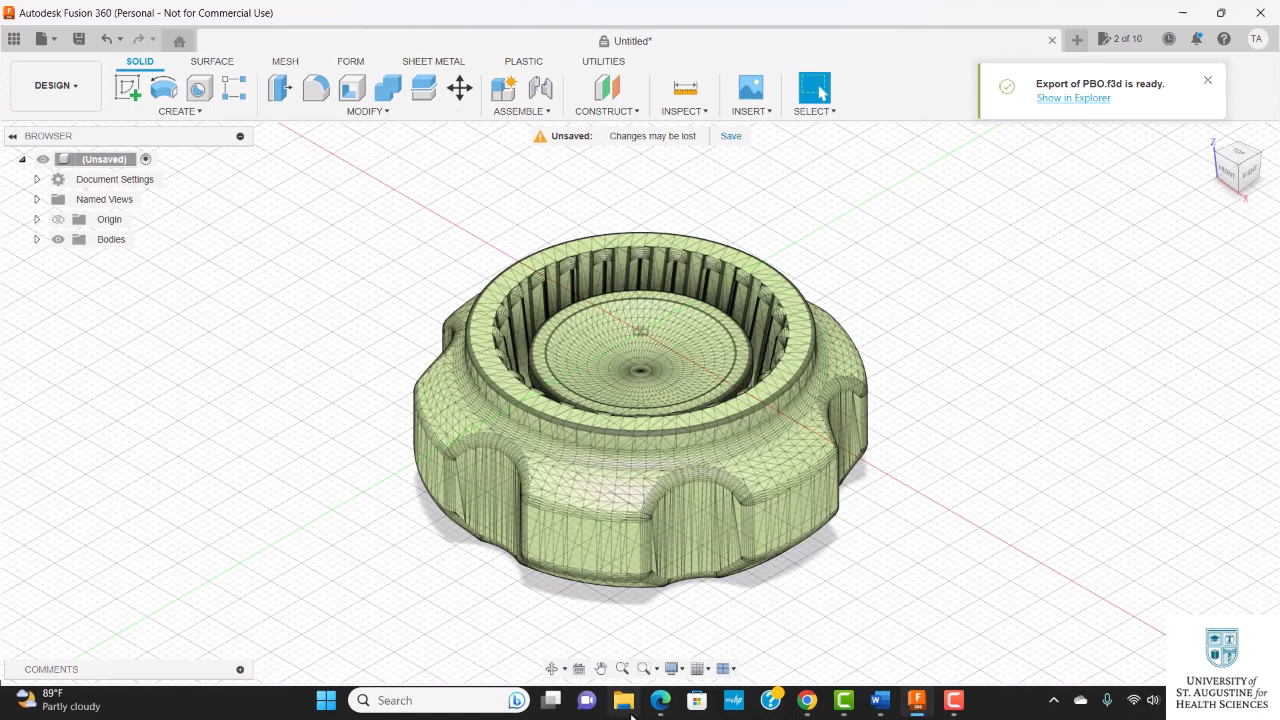 Autodesk Fusion 360 (Personal - Not for Commercial Use)
Untitled*
2 of 10
TA
DESIGN
SOLID SURFACE MESH FORM SHEET METAL PLASTIC UTILITIES
CREATE MODIFY ASSEMBLE CONSTRUCT INSPECT INSERT SELECT
Export of PBO.f3d is ready.
Show in Explorer
BROWSER
Unsaved: Changes may be lost Save
(Unsaved)
Document Settings
Named Views
Origin
Bodies
Z
TOP
FRONT
RIGHT
X
COMMENTS
89°F
Partly cloudy
Search
UNIVERSITY OF
ST. AUGUSTINE
FOR HEALTH SCIENCES